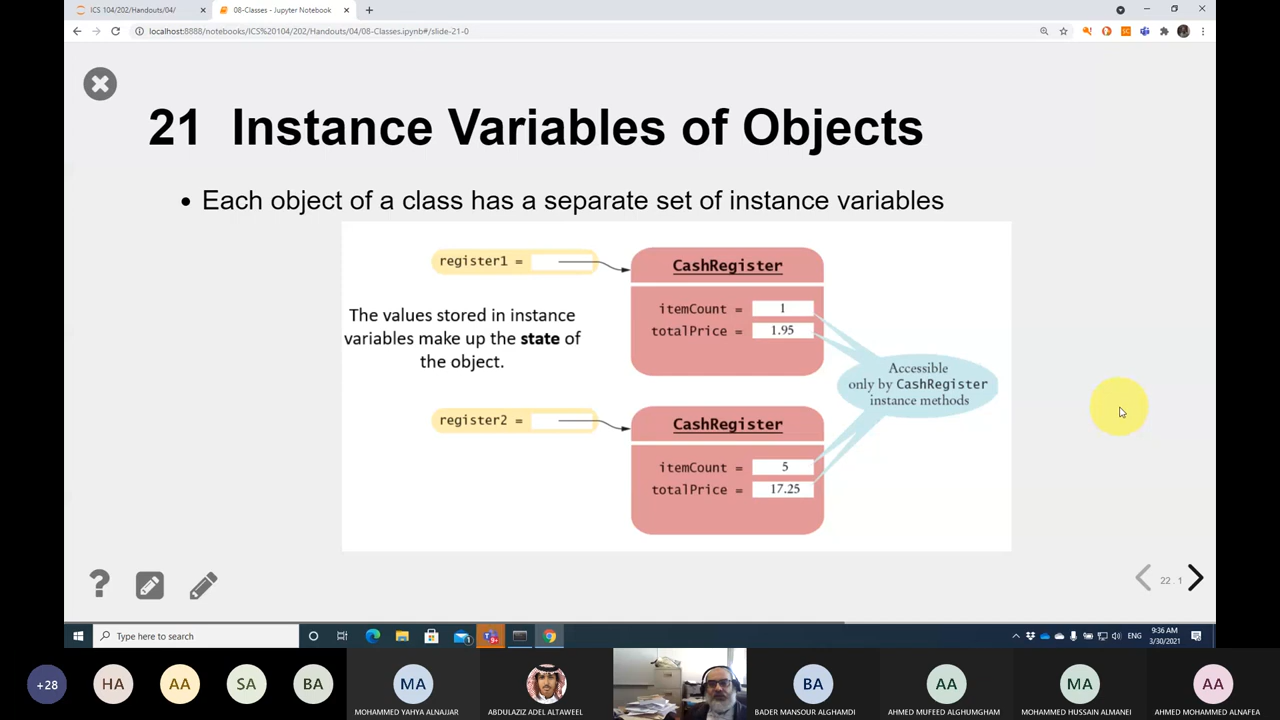 ICS 104/202/Handouts/04/
08-Classes - Jupyter Notebook
localhost:8888/notebooks/ICS%20104/202/Handouts/04/08-Classes.ipynb#/slide-21-0
21 Instance Variables of Objects
• Each object of a class has a separate set of instance variables
register1 =
CashRegister
itemCount = 1
totalPrice = 1.95
The values stored in instance
variables make up the state of
the object.
Accessible
only by CashRegister
instance methods
register2 =
CashRegister
itemCount = 5
totalPrice = 17.25
?
22 . 1
Type here to search
9+
1
ENG
9:36 AM
3/30/2021
+28
HA
AA
SA
BA
MA
BA
AA
MA
AA
MOHAMMED YAHYA ALNAJJAR
ABDULAZIZ ADEL ALTAWEEL
BADER MANSOUR ALGHAMDI
AHMED MUFEED ALGHUMGHAM
MOHAMMED HUSSAIN ALMANEI
AHMED MOHAMMED ALNAFEA